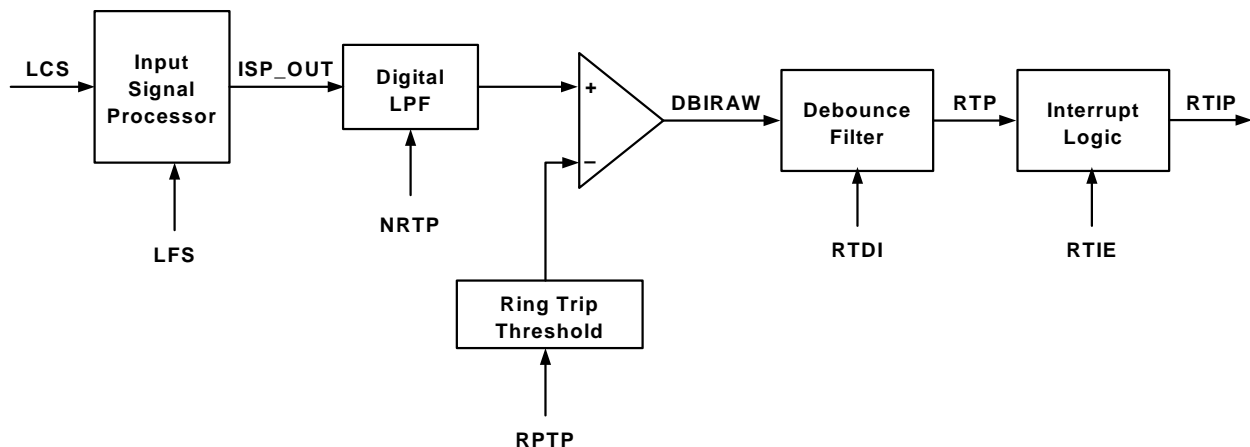 LCS
Input
Signal
Processor
ISP_OUT
Digital
LPF
+
−
DBIRAW
Debounce
Filter
RTP
Interrupt
Logic
RTIP
LFS
NRTP
RTDI
RTIE
Ring Trip
Threshold
RPTP